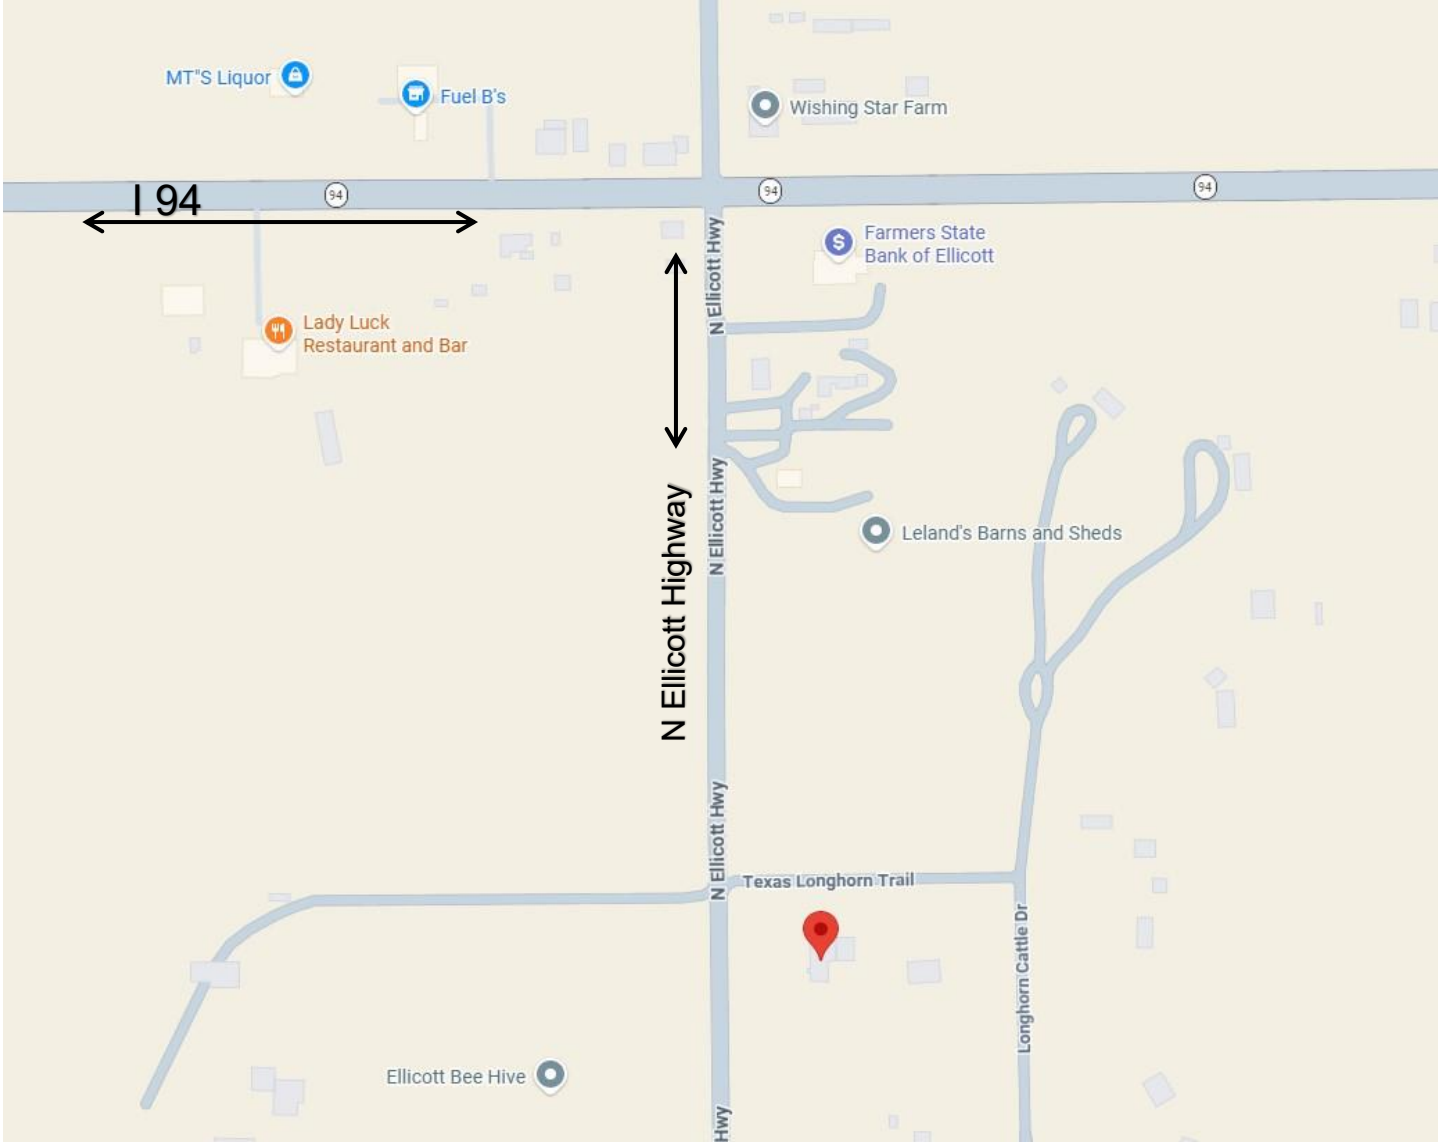 MT"S Liquor
Fuel B's
Wishing Star Farm
I 94
94
94
94
N Ellicott Hwy
Farmers State
Bank of Ellicott
Lady Luck
Restaurant and Bar
N Ellicott Hwy
N Ellicott Highway
Leland's Barns and Sheds
N Ellicott Hwy
Texas Longhorn Trail
Longhorn Cattle Dr
Ellicott Bee Hive
Hwy